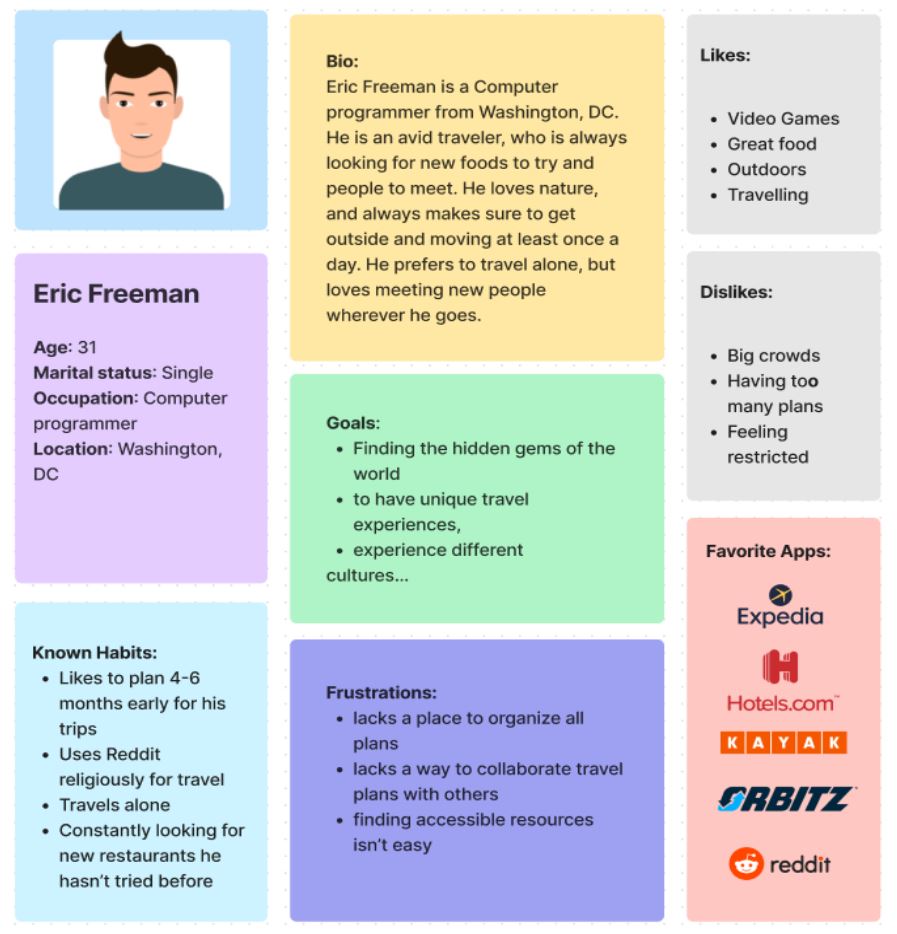 Eric Freeman
Age: 31
Marital status: Single
Occupation: Computer
programmer
Location: Washington,
DC
Known Habits:
• Likes to plan 4-6
months early for his
trips
• Uses Reddit
religiously for travel
• Travels alone
• Constantly looking for
new restaurants he
hasn't tried before
Bio:
Eric Freeman is a Computer
programmer from Washington, DC.
He is an avid traveler, who is always
looking for new foods to try and
people to meet. He loves nature,
and always makes sure to get
outside and moving at least once a
day. He prefers to travel alone, but
loves meeting new people
wherever he goes.
Goals:
• Finding the hidden gems of the
world
• to have unique travel
experiences,
• experience different
cultures...
Frustrations:
• lacks a place to organize all
plans
• lacks a way to collaborate travel
plans with others
• finding accessible resources
isn't easy
Likes:
• Video Games
• Great food
• Outdoors
• Travelling
Dislikes:
• Big crowds
• Having too
many plans
• Feeling
restricted
Favorite Apps:
Expedia
Hotels.com™
KAYAK
ORBITZ
reddit